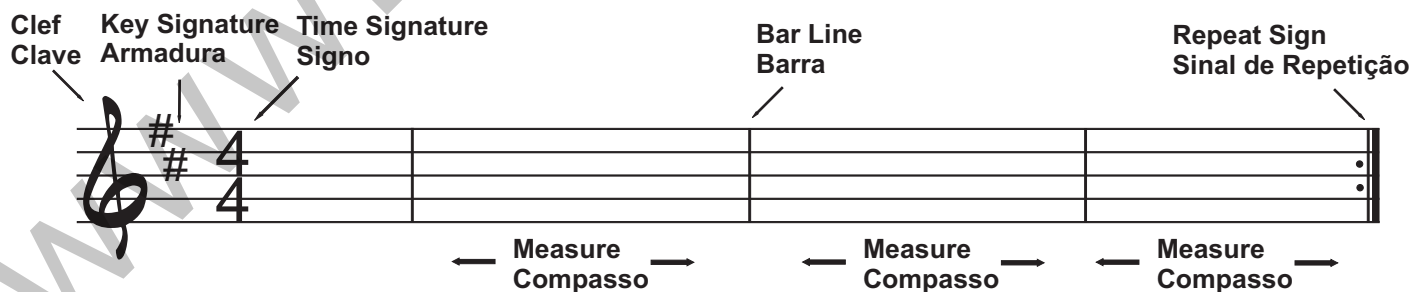 Clef
Clave
Key Signature
Armadura
Time Signature
Signo
Bar Line
Barra
Repeat Sign
Sinal de Repetição
# #
4
4
Measure
Compasso
Measure
Compasso
Measure
Compasso
www.